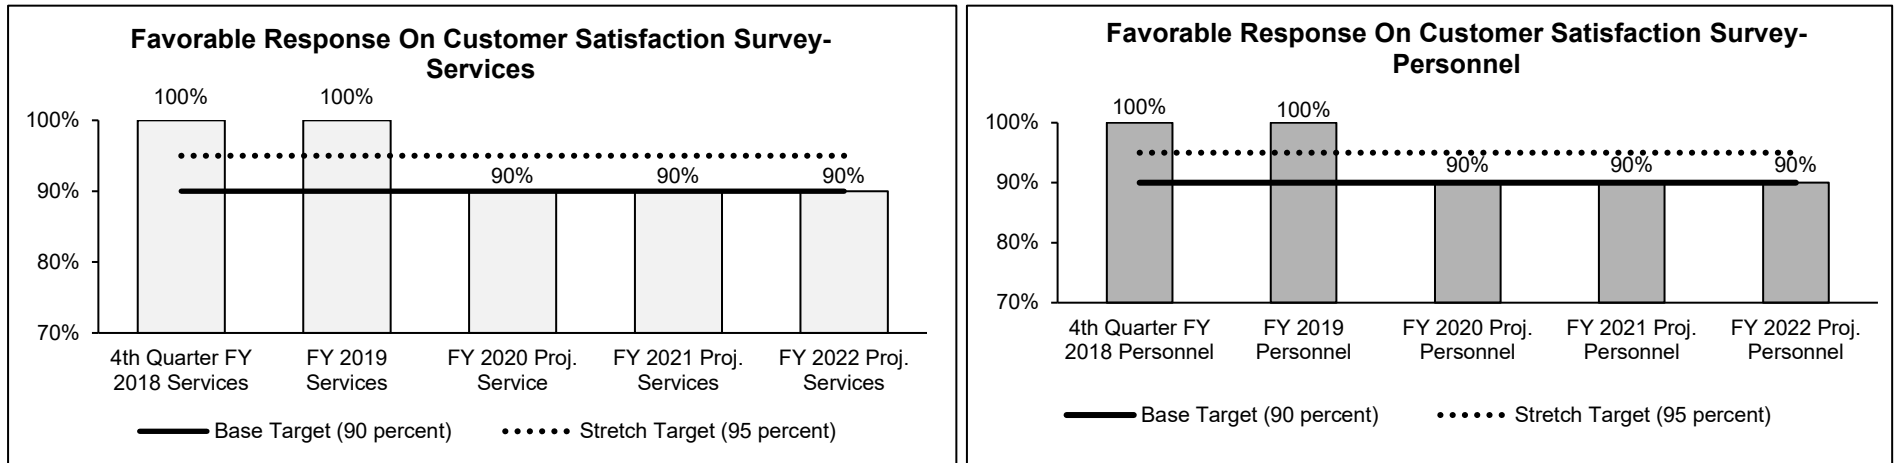 Favorable Response On Customer Satisfaction Survey-
Services
100%
100%
100%
90%
90%
90%
90%
80%
70%
4th Quarter FY
2018 Services
FY 2019
Services
FY 2020 Proj.
Service
FY 2021 Proj.
Services
FY 2022 Proj.
Services
Base Target (90 percent)
Stretch Target (95 percent)
Favorable Response On Customer Satisfaction Survey-
Personnel
100%
100%
100%
90%
90%
90%
90%
80%
70%
4th Quarter FY
2018 Personnel
FY 2019
Personnel
FY 2020 Proj.
Personnel
FY 2021 Proj.
Personnel
FY 2022 Proj.
Personnel
Base Target (90 percent)
Stretch Target (95 percent)